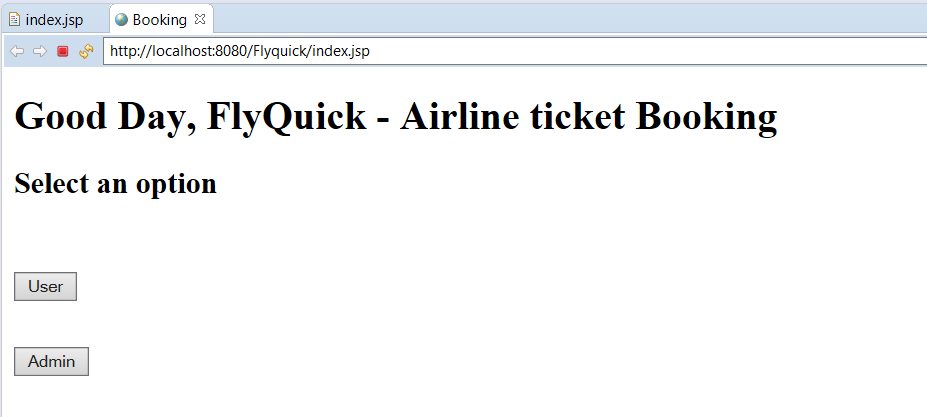 index.jsp
Booking
http://localhost:8080/Flyquick/index.jsp
Good Day, FlyQuick - Airline ticket Booking
Select an option
User
Admin